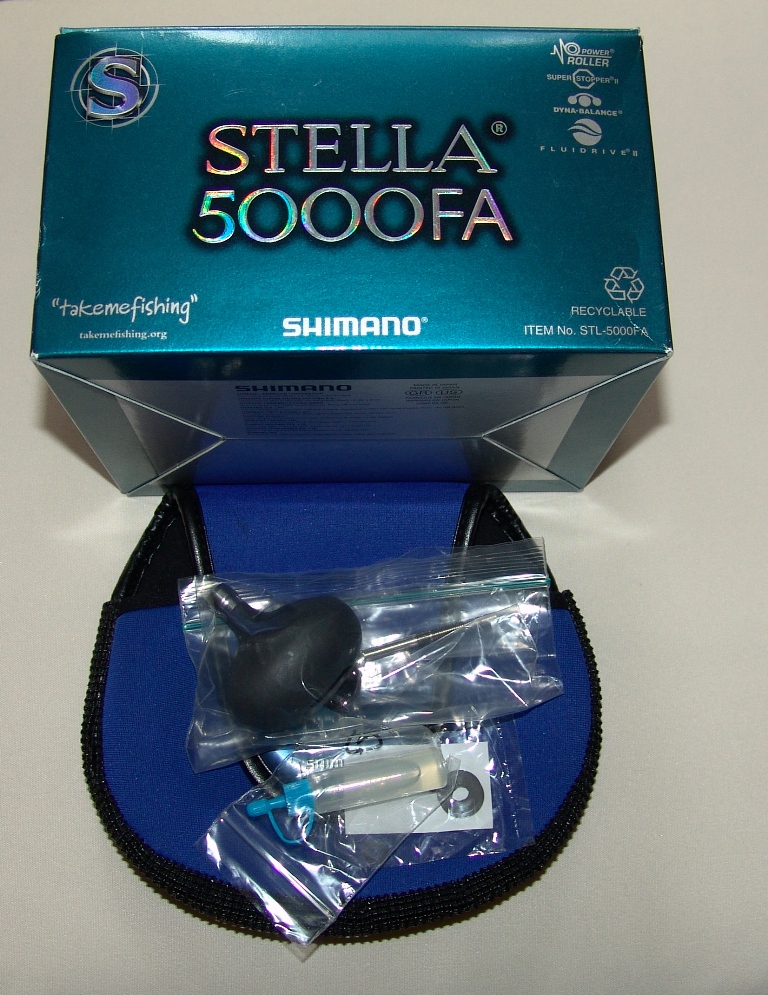 S
POWER®
ROLLER
SUPER STOPPER® II
DYNA-BALANCE®
FLUIDRIVE® II
STELLA®
5000FA
"takemefishing"
takemefishing.org
SHIMANO®
RECYCLABLE
ITEM No. STL-5000FA
SHIMANO